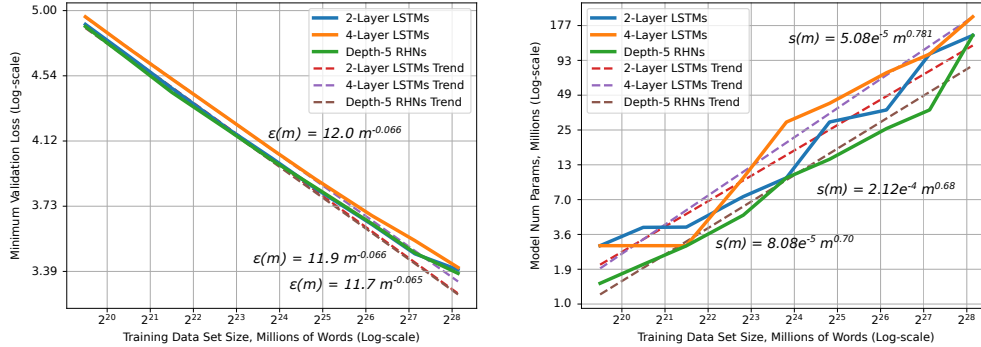 5.00
4.54
4.12
3.73
3.39
Minimum Validation Loss (Log-scale)
2-Layer LSTMs
4-Layer LSTMs
Depth-5 RHNs
2-Layer LSTMs Trend
4-Layer LSTMs Trend
Depth-5 RHNs Trend
ε(m) = 12.0 m^-0.066
ε(m) = 11.9 m^-0.066
ε(m) = 11.7 m^-0.065
2^20 2^21 2^22 2^23 2^24 2^25 2^26 2^27 2^28
Training Data Set Size, Millions of Words (Log-scale)
177
93
49
25
13
7.0
3.6
1.9
1.0
Model Num Params, Millions (Log-scale)
2-Layer LSTMs
4-Layer LSTMs
Depth-5 RHNs
2-Layer LSTMs Trend
4-Layer LSTMs Trend
Depth-5 RHNs Trend
s(m) = 5.08e^-5 m^0.781
s(m) = 2.12e^-4 m^0.68
s(m) = 8.08e^-5 m^0.70
2^20 2^21 2^22 2^23 2^24 2^25 2^26 2^27 2^28
Training Data Set Size, Millions of Words (Log-scale)